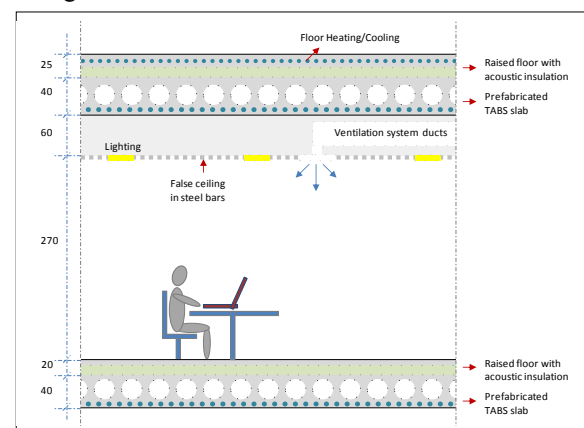 Floor Heating/Cooling
25
Raised floor with
acoustic insulation
40
Prefabricated
TABS slab
60
Ventilation system ducts
Lighting
False ceiling
in steel bars
270
20
Raised floor with
acoustic insulation
40
Prefabricated
TABS slab